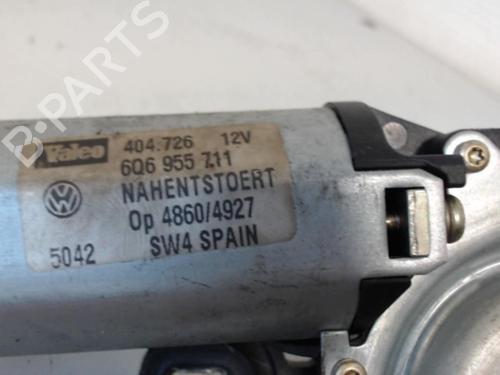 B-PARTS
Valeo 404.726 12V
6Q6 955 711
NAHENTSTOERT
Op 4860/4927
5042 SW4 SPAIN